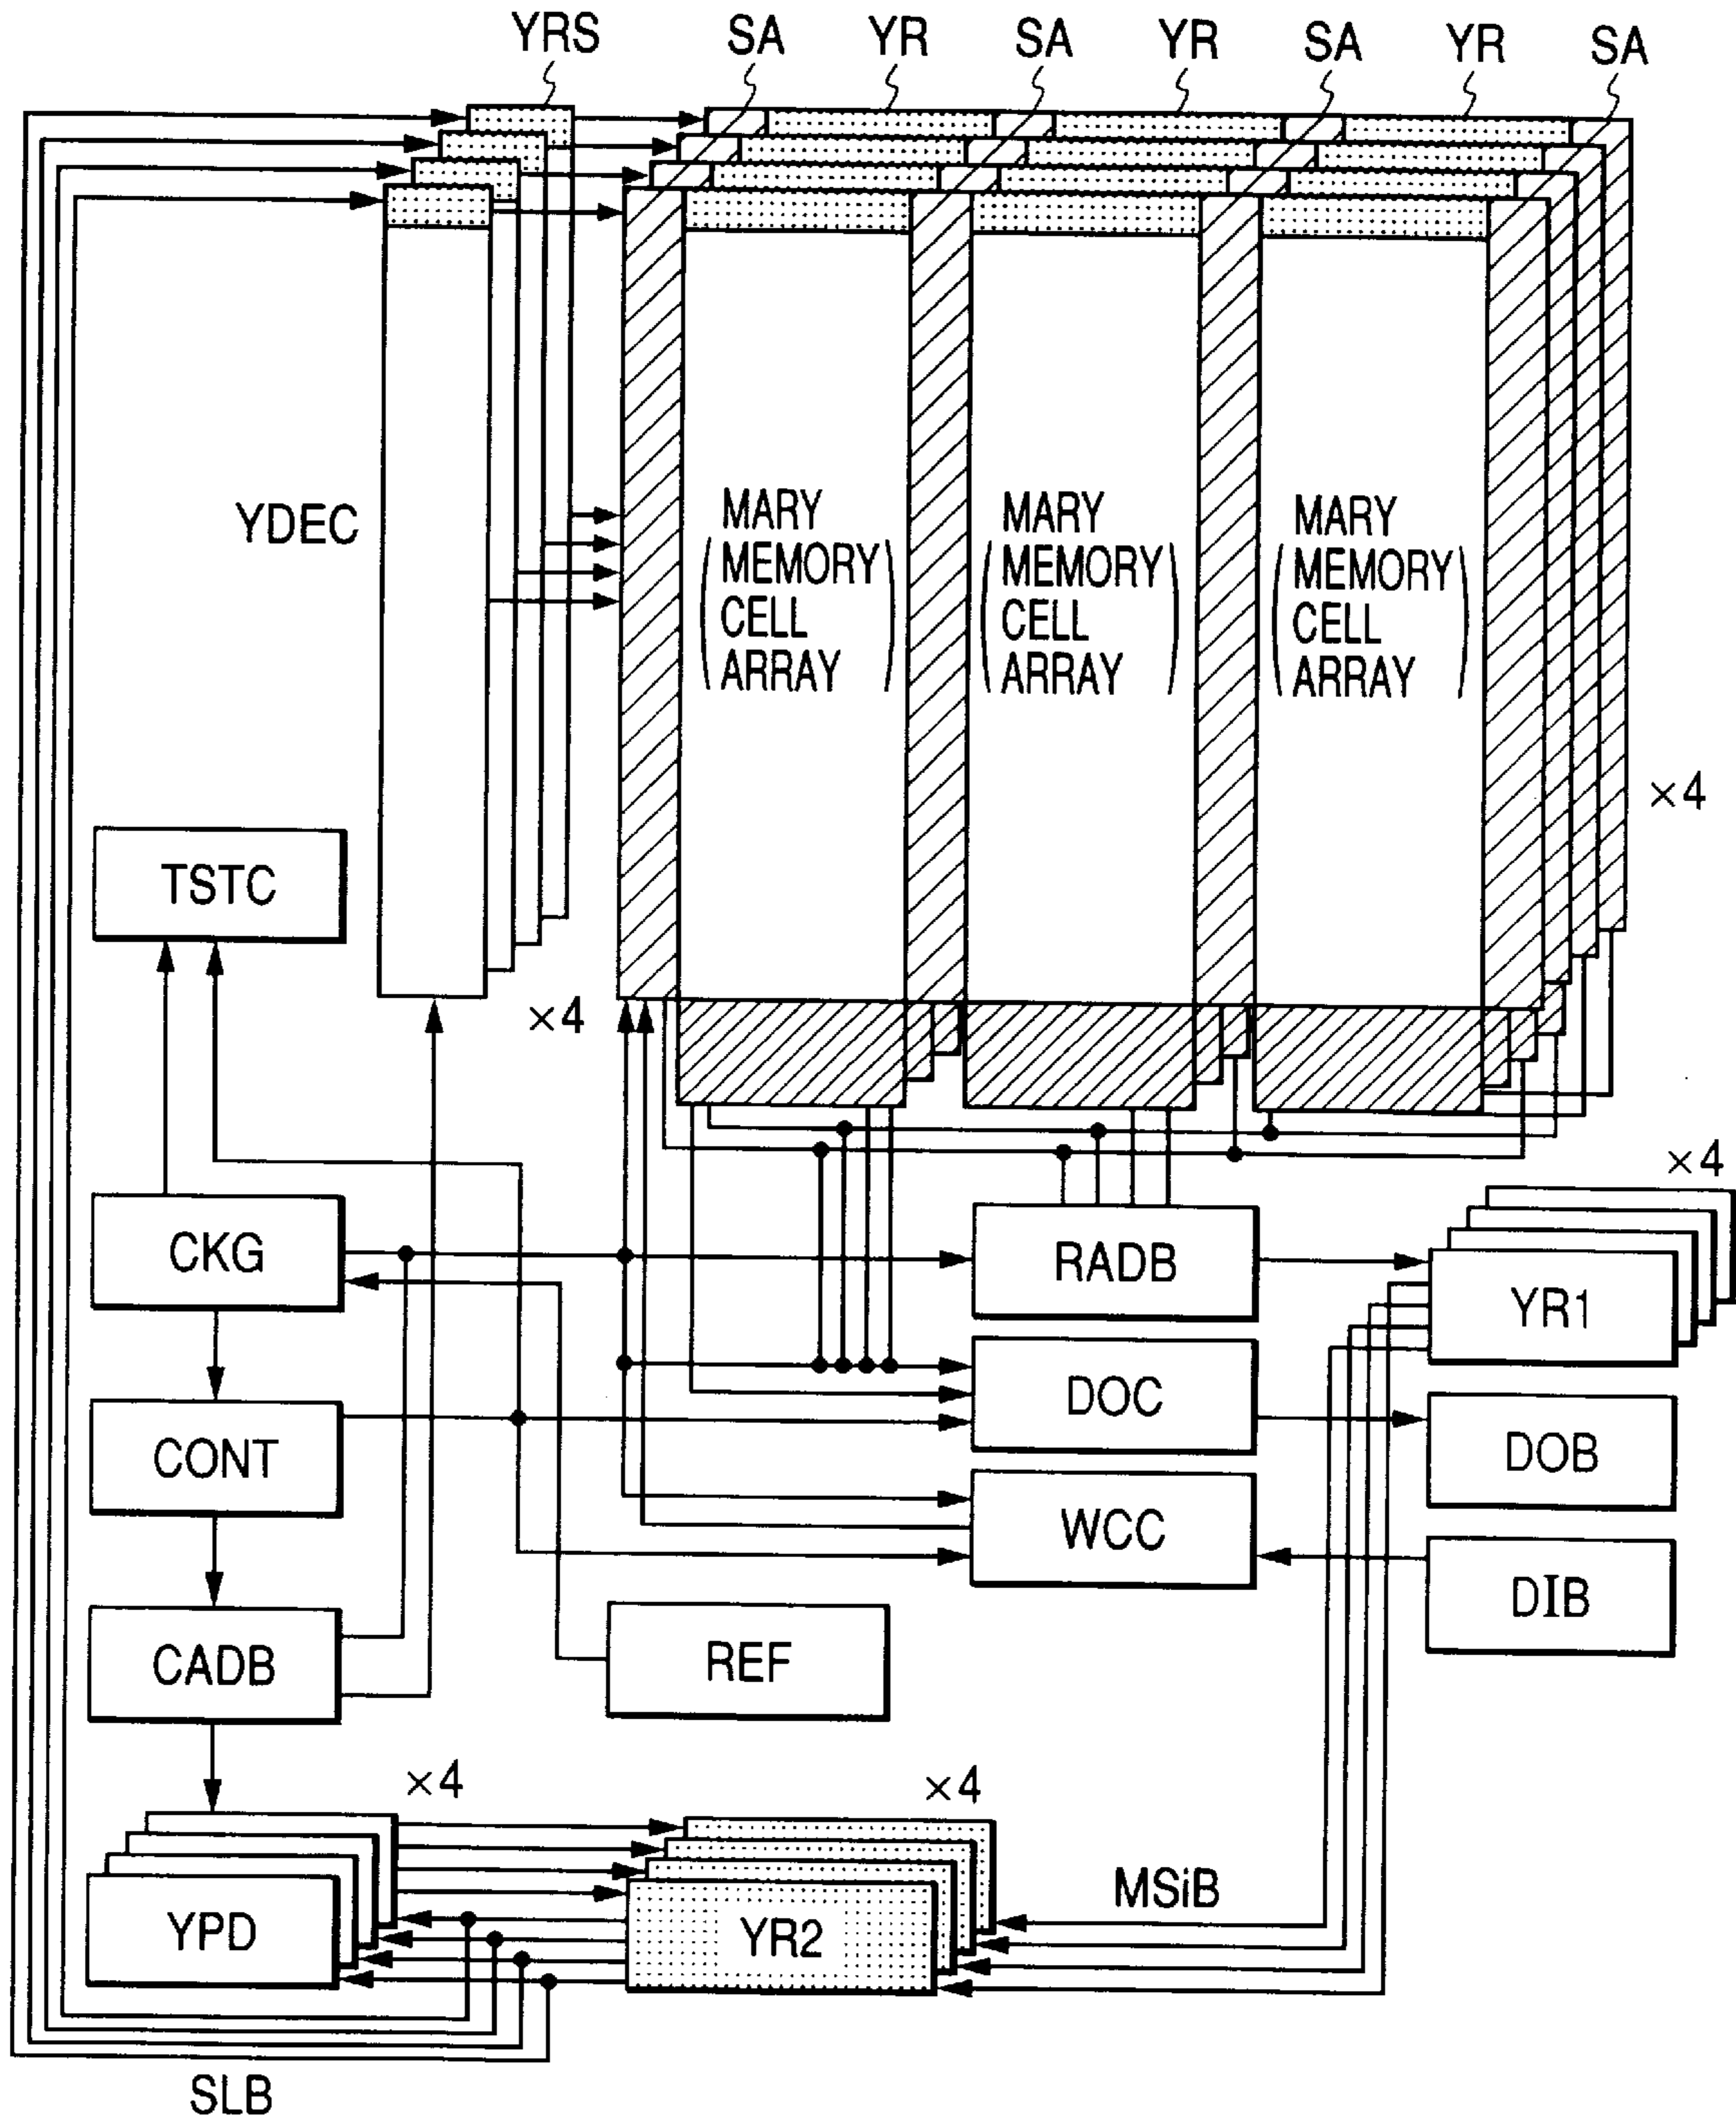 YRS SA YR SA YR SA YR SA
YDEC
MARY
(MEMORY
CELL
ARRAY)
MARY
(MEMORY
CELL
ARRAY)
MARY
(MEMORY
CELL
ARRAY)
×4
TSTC
×4
×4
CKG
RADB
YR1
CONT
DOC
DOB
WCC
DIB
CADB
REF
×4
×4
YPD
YR2
MSiB
SLB